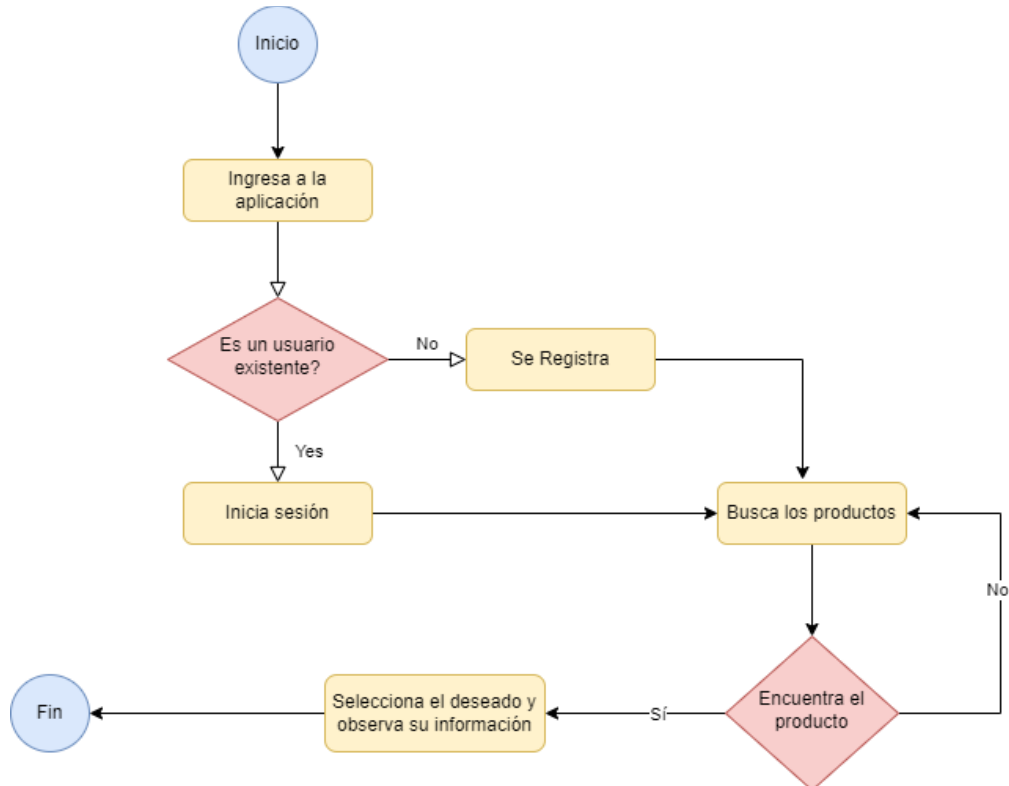 Inicio
Ingresa a la
aplicación
Es un usuario
existente?
No
Se Registra
Yes
Inicia sesión
Busca los productos
No
Encuentra el
producto
Sí
Selecciona el deseado y
observa su información
Fin